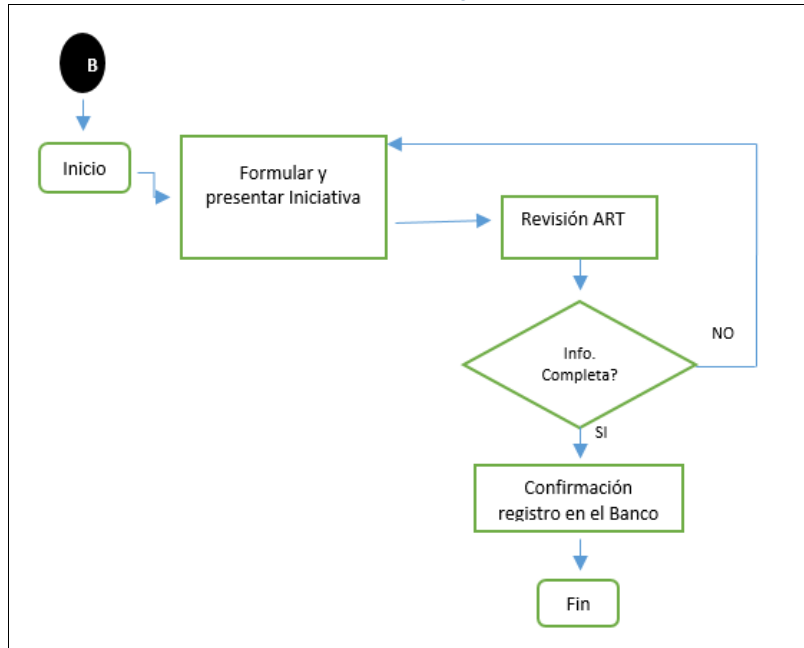 B
Inicio
Formular y
presentar Iniciativa
Revisión ART
Info.
Completa?
NO
SI
Confirmación
registro en el Banco
Fin